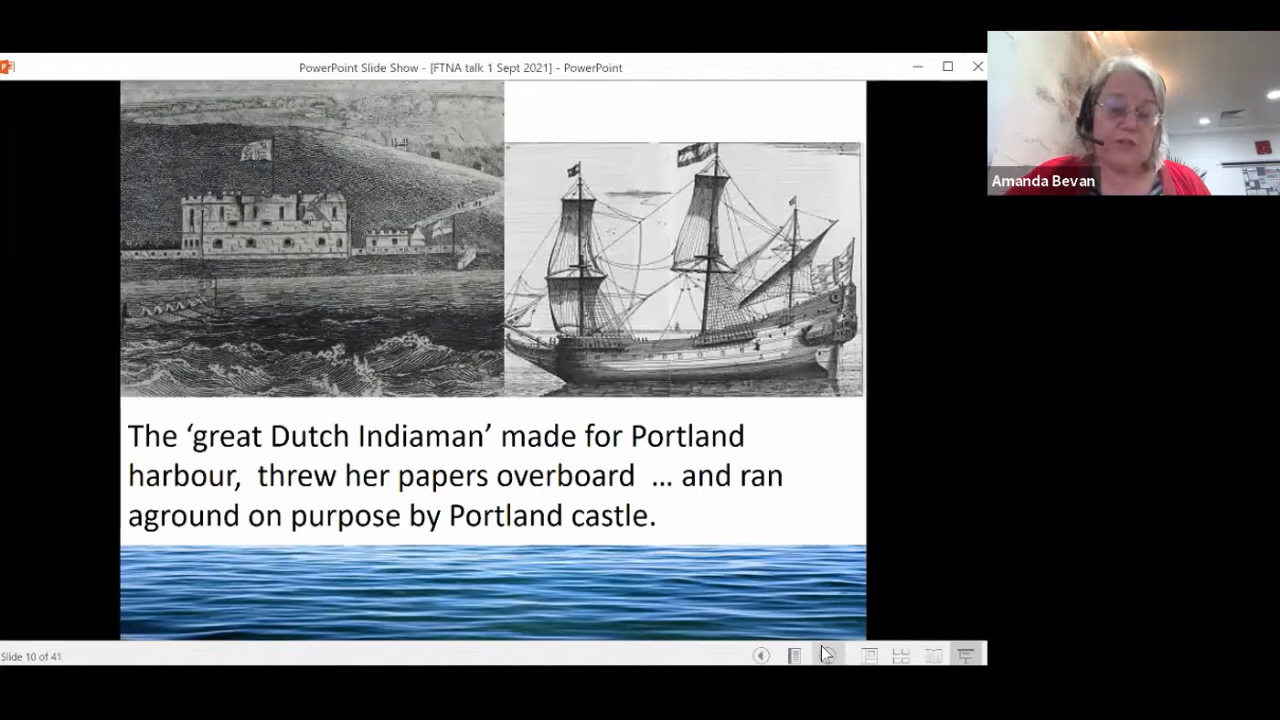 PowerPoint Slide Show - [FTNA talk 1 Sept 2021] - PowerPoint
Amanda Bevan
The ‘great Dutch Indiaman’ made for Portland
harbour,  threw her papers overboard  ... and ran
aground on purpose by Portland castle.
Slide 10 of 41